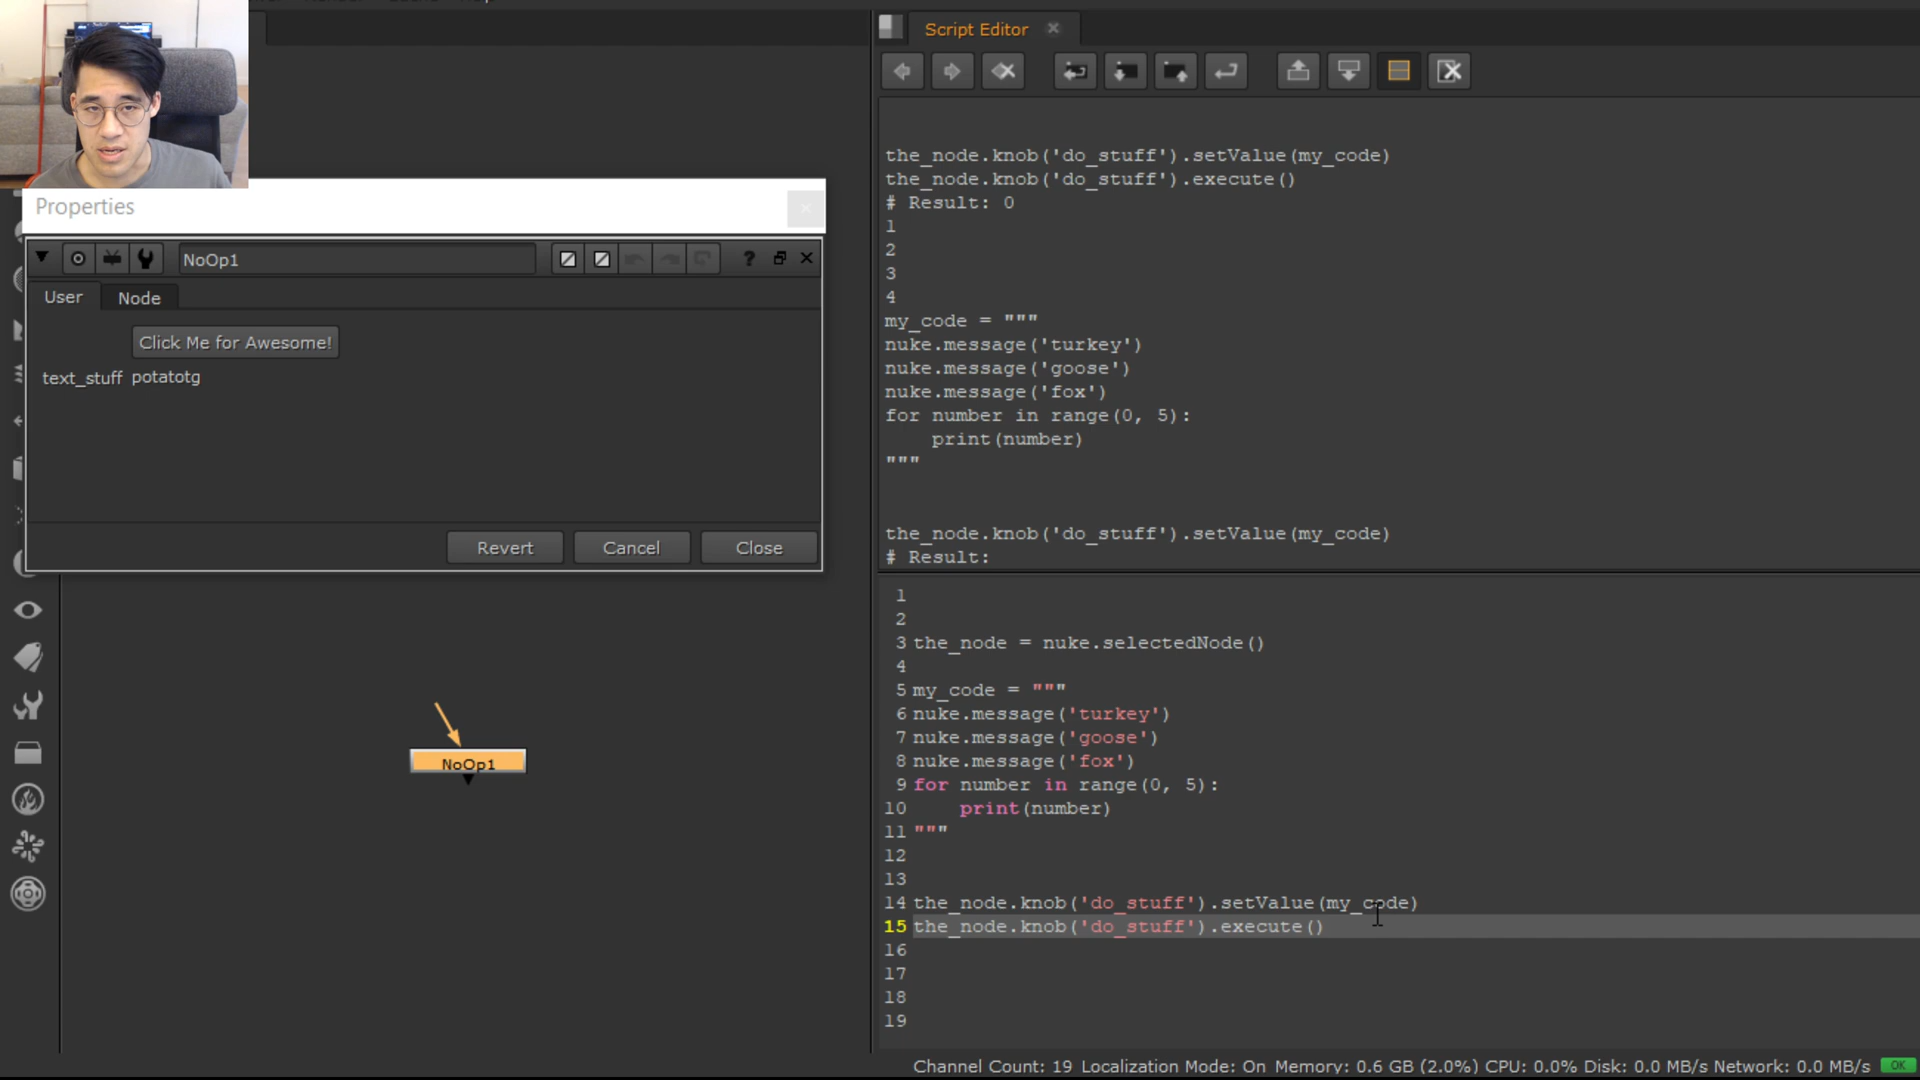 Script Editor
the_node.knob('do_stuff').setValue(my_code)
the_node.knob('do_stuff').execute()
# Result: 0
1
2
3
4
my_code = """
nuke.message('turkey')
nuke.message('goose')
nuke.message('fox')
for number in range(0, 5):
    print(number)
"""
the_node.knob('do_stuff').setValue(my_code)
# Result:
Properties
NoOp1
?
User Node
Click Me for Awesome!
text_stuff potatotg
Revert Cancel Close
NoOp1
1
2
3 the_node = nuke.selectedNode()
4
5 my_code = """
6 nuke.message('turkey')
7 nuke.message('goose')
8 nuke.message('fox')
9 for number in range(0, 5):
10     print(number)
11 """
12
13
14 the_node.knob('do_stuff').setValue(my_code)
15 the_node.knob('do_stuff').execute()
16
17
18
19
Channel Count: 19 Localization Mode: On Memory: 0.6 GB (2.0%) CPU: 0.0% Disk: 0.0 MB/s Network: 0.0 MB/s OK